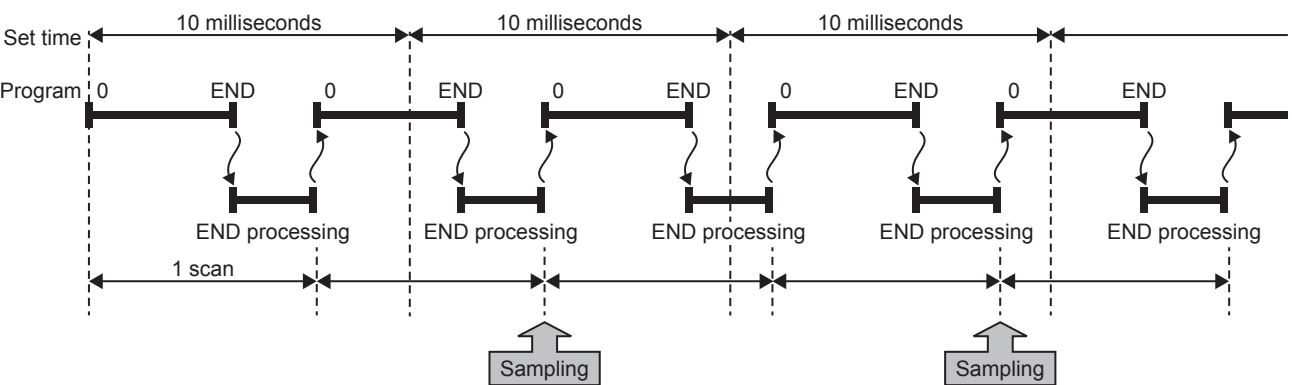 10 milliseconds 10 milliseconds 10 milliseconds
Set time
Program 0 END 0 END 0 END 0 END 0 END
END processing END processing END processing END processing END processing
1 scan
Sampling Sampling